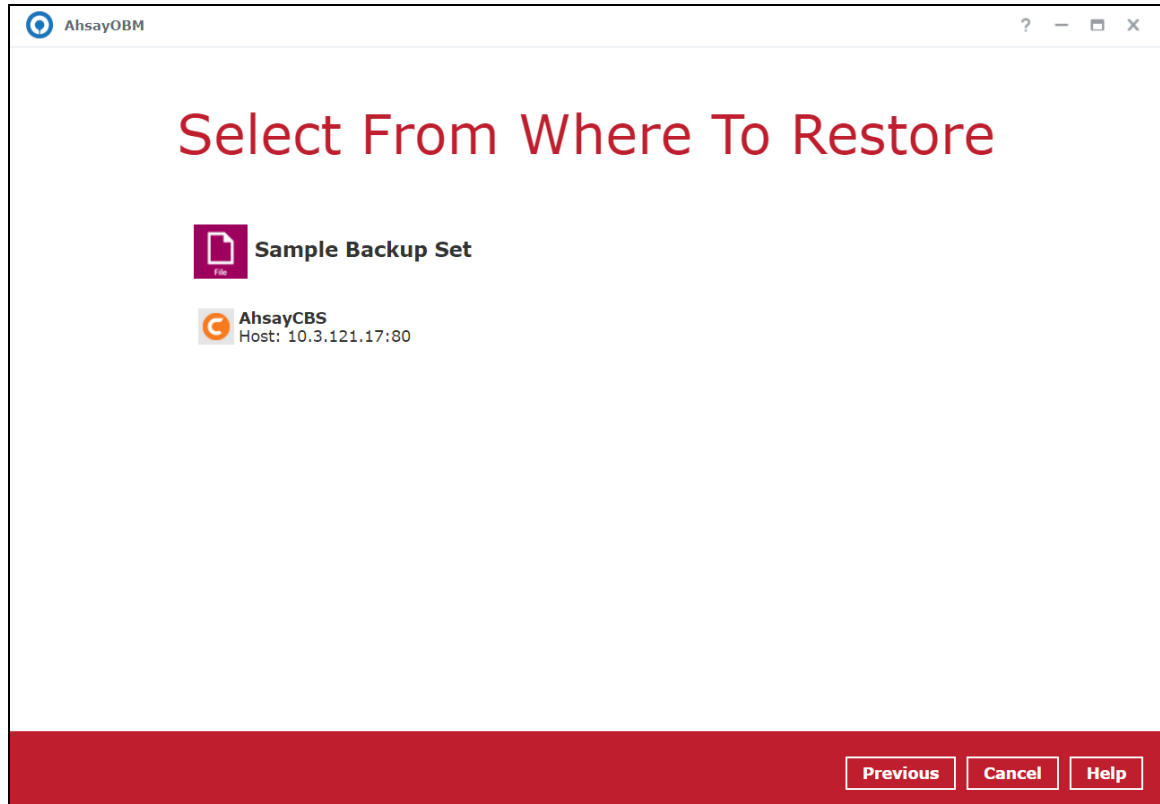 AhsayOBM
?
Select From Where To Restore
File
Sample Backup Set
AhsayCBS
Host: 10.3.121.17:80
Previous
Cancel
Help